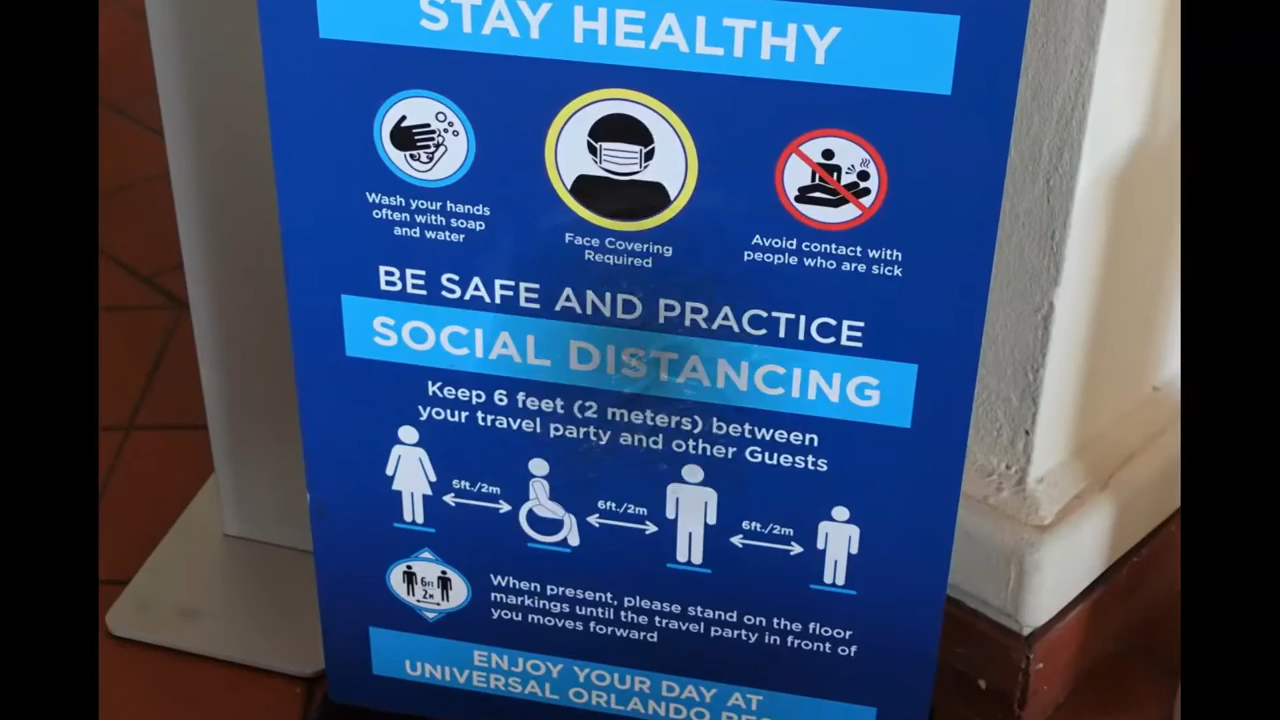 STAY HEALTHY
Wash your hands
often with soap
and water
Face Covering
Required
Avoid contact with
people who are sick
BE SAFE AND PRACTICE
SOCIAL DISTANCING
Keep 6 feet (2 meters) between
your travel party and other Guests
6ft./2m
6ft./2m
6ft./2m
6FT
2M
When present, please stand on the floor
markings until the travel party in front of
you moves forward
ENJOY YOUR DAY AT
UNIVERSAL ORLANDO